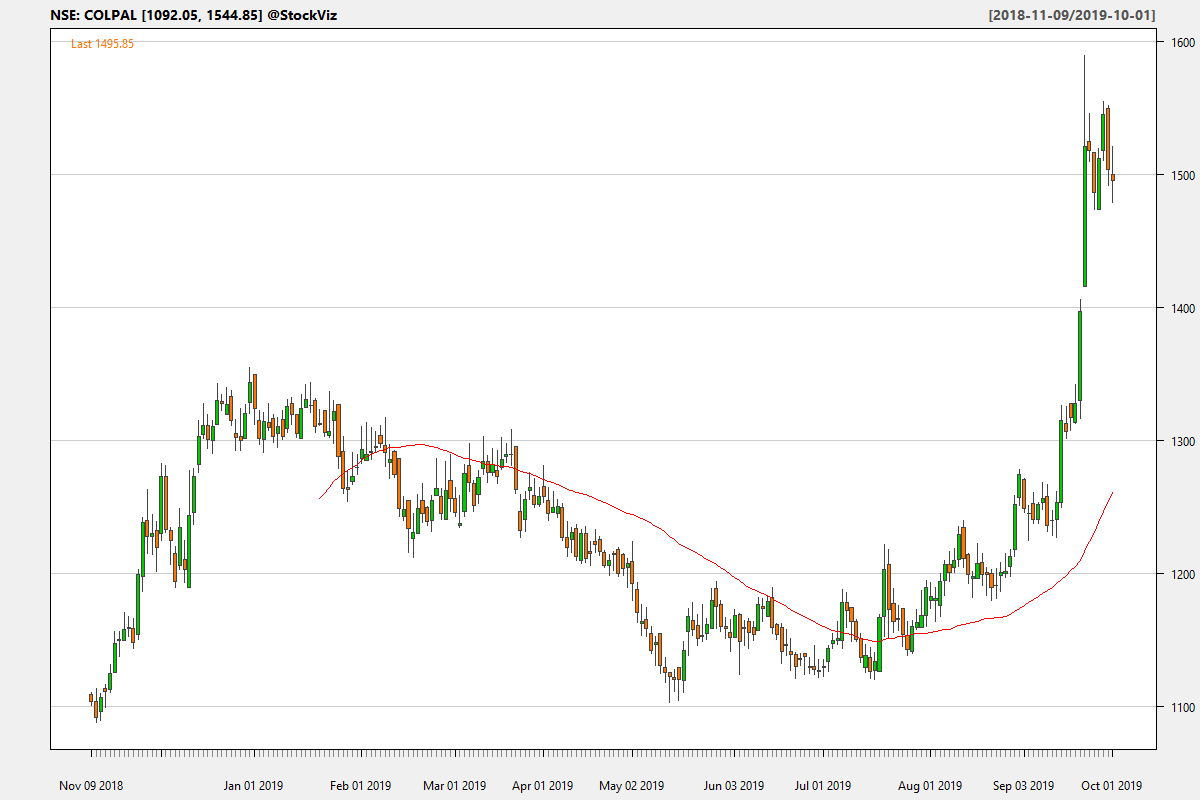 NSE: COLPAL [1092.05, 1544.85] @StockViz
[2018-11-09/2019-10-01]
Last 1495.85
1600
1500
1400
1300
1200
1100
Nov 09 2018 Jan 01 2019 Feb 01 2019 Mar 01 2019 Apr 01 2019 May 02 2019 Jun 03 2019 Jul 01 2019 Aug 01 2019 Sep 03 2019 Oct 01 2019